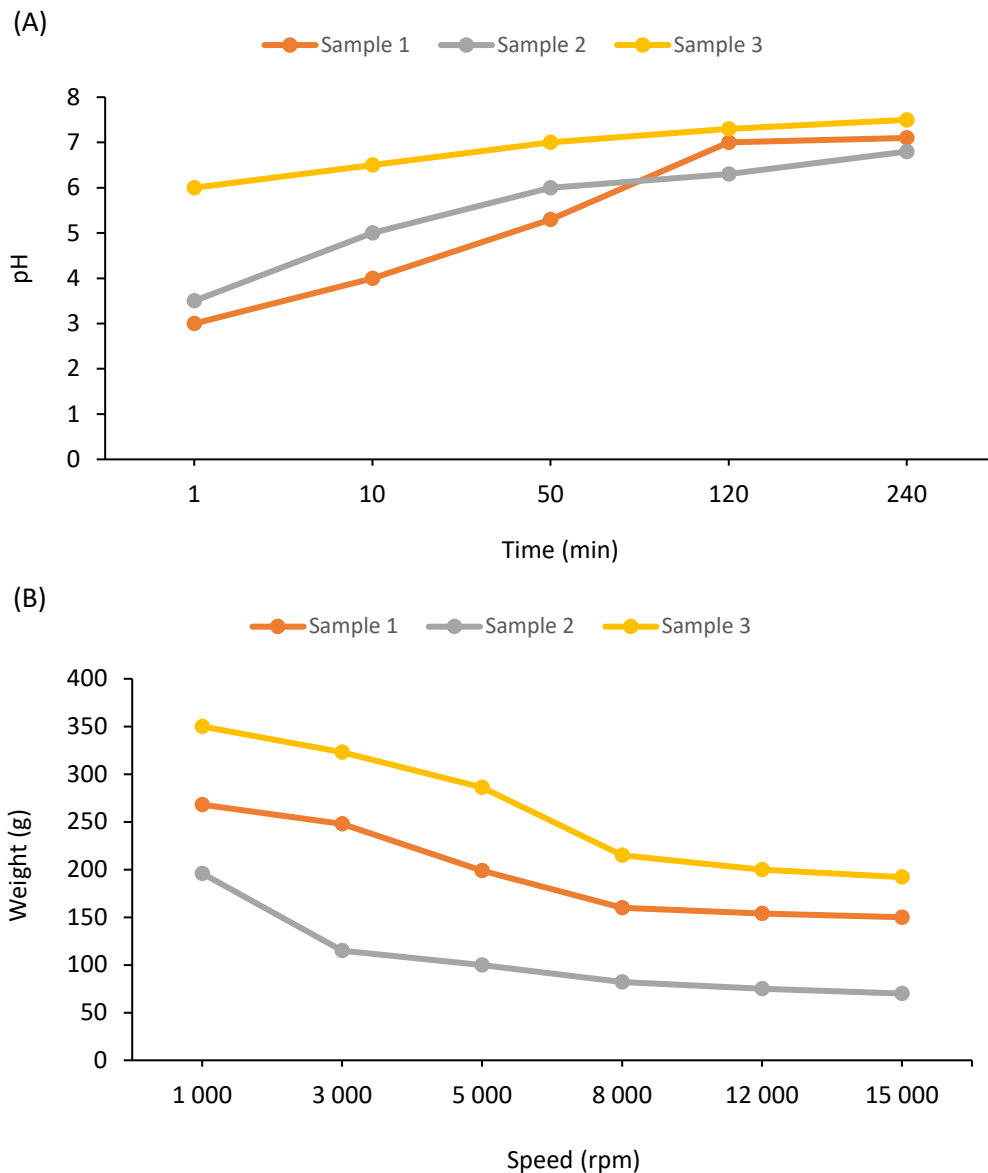 (A)
Sample 1 Sample 2 Sample 3
8
7
6
5
4
3
2
1
0
pH
1 10 50 120 240
Time (min)
(B)
Sample 1 Sample 2 Sample 3
400
350
300
250
200
150
100
50
0
Weight (g)
1 000 3 000 5 000 8 000 12 000 15 000
Speed (rpm)